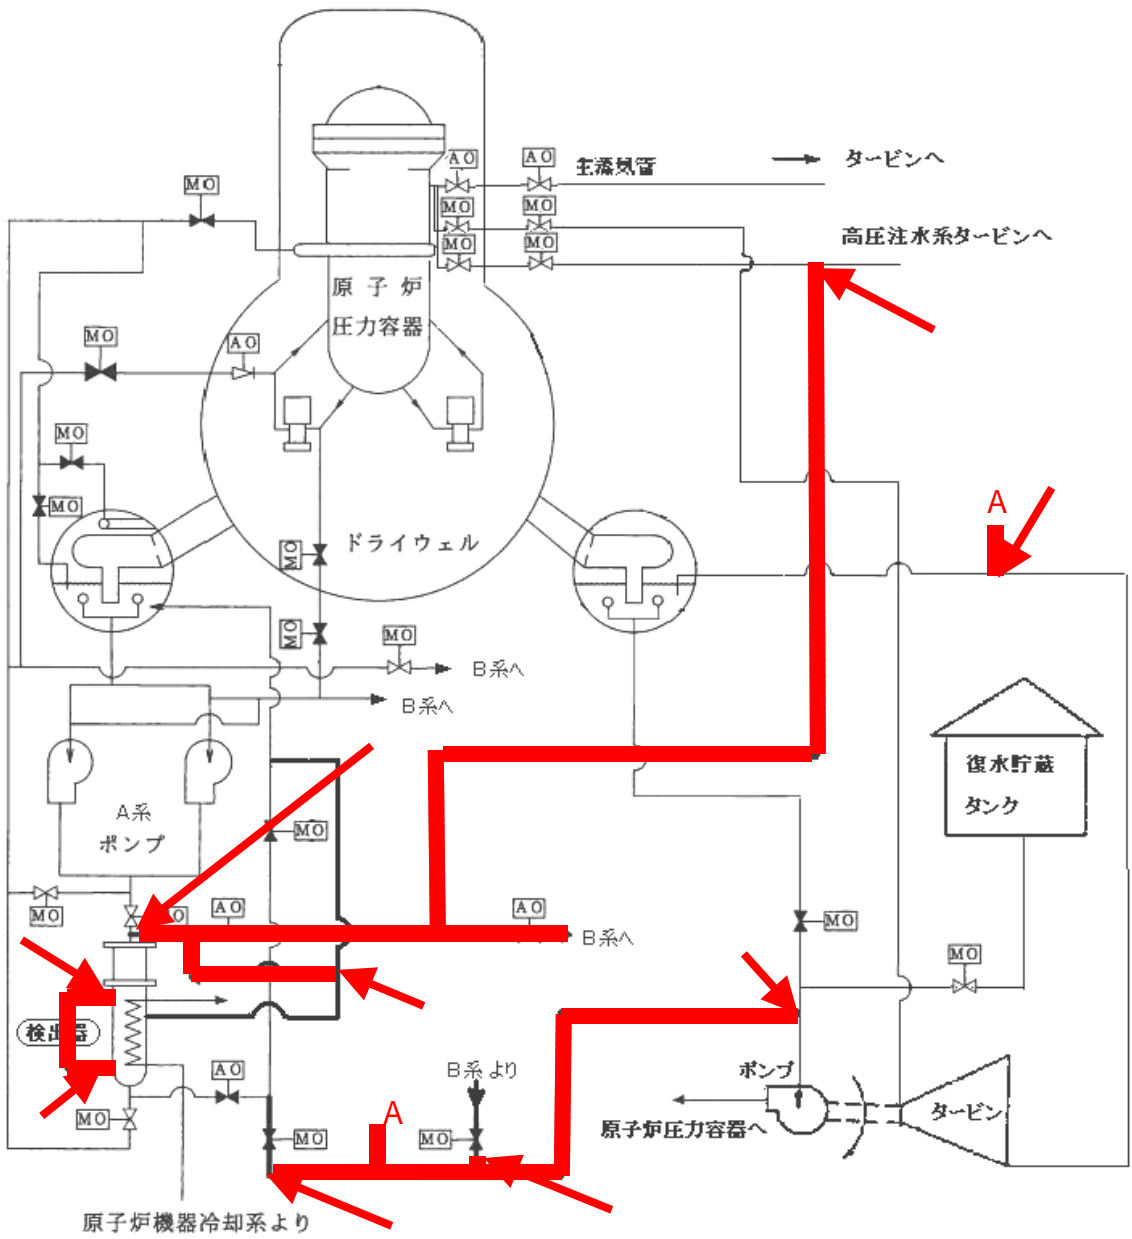 AO
AO
主蒸気管
タービンへ
MO
MO
MO
高圧注水系タービンへ
MO
MO
原子炉
圧力容器
MO
AO
MO
MO
A
ドライウェル
MO
MO
MO
B系へ
B系へ
復水貯蔵
タンク
A系
ポンプ
MO
MO
AO
AO
MO
B系へ
MO
検出器
AO
B系より
ポンプ
タービン
MO
A
MO
MO
原子炉圧力容器へ
原子炉機器冷却系より